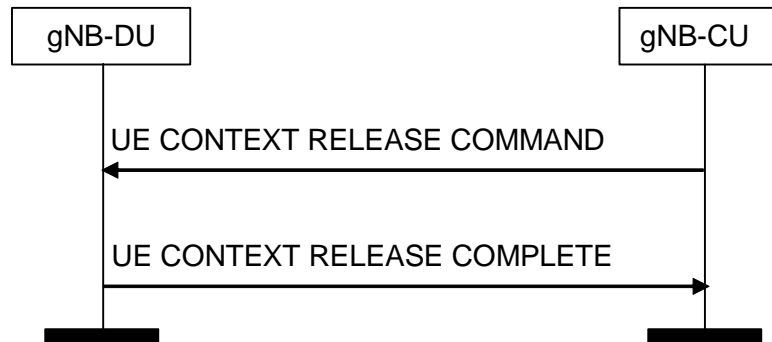 gNB-DU
gNB-CU
UE CONTEXT RELEASE COMMAND
UE CONTEXT RELEASE COMPLETE